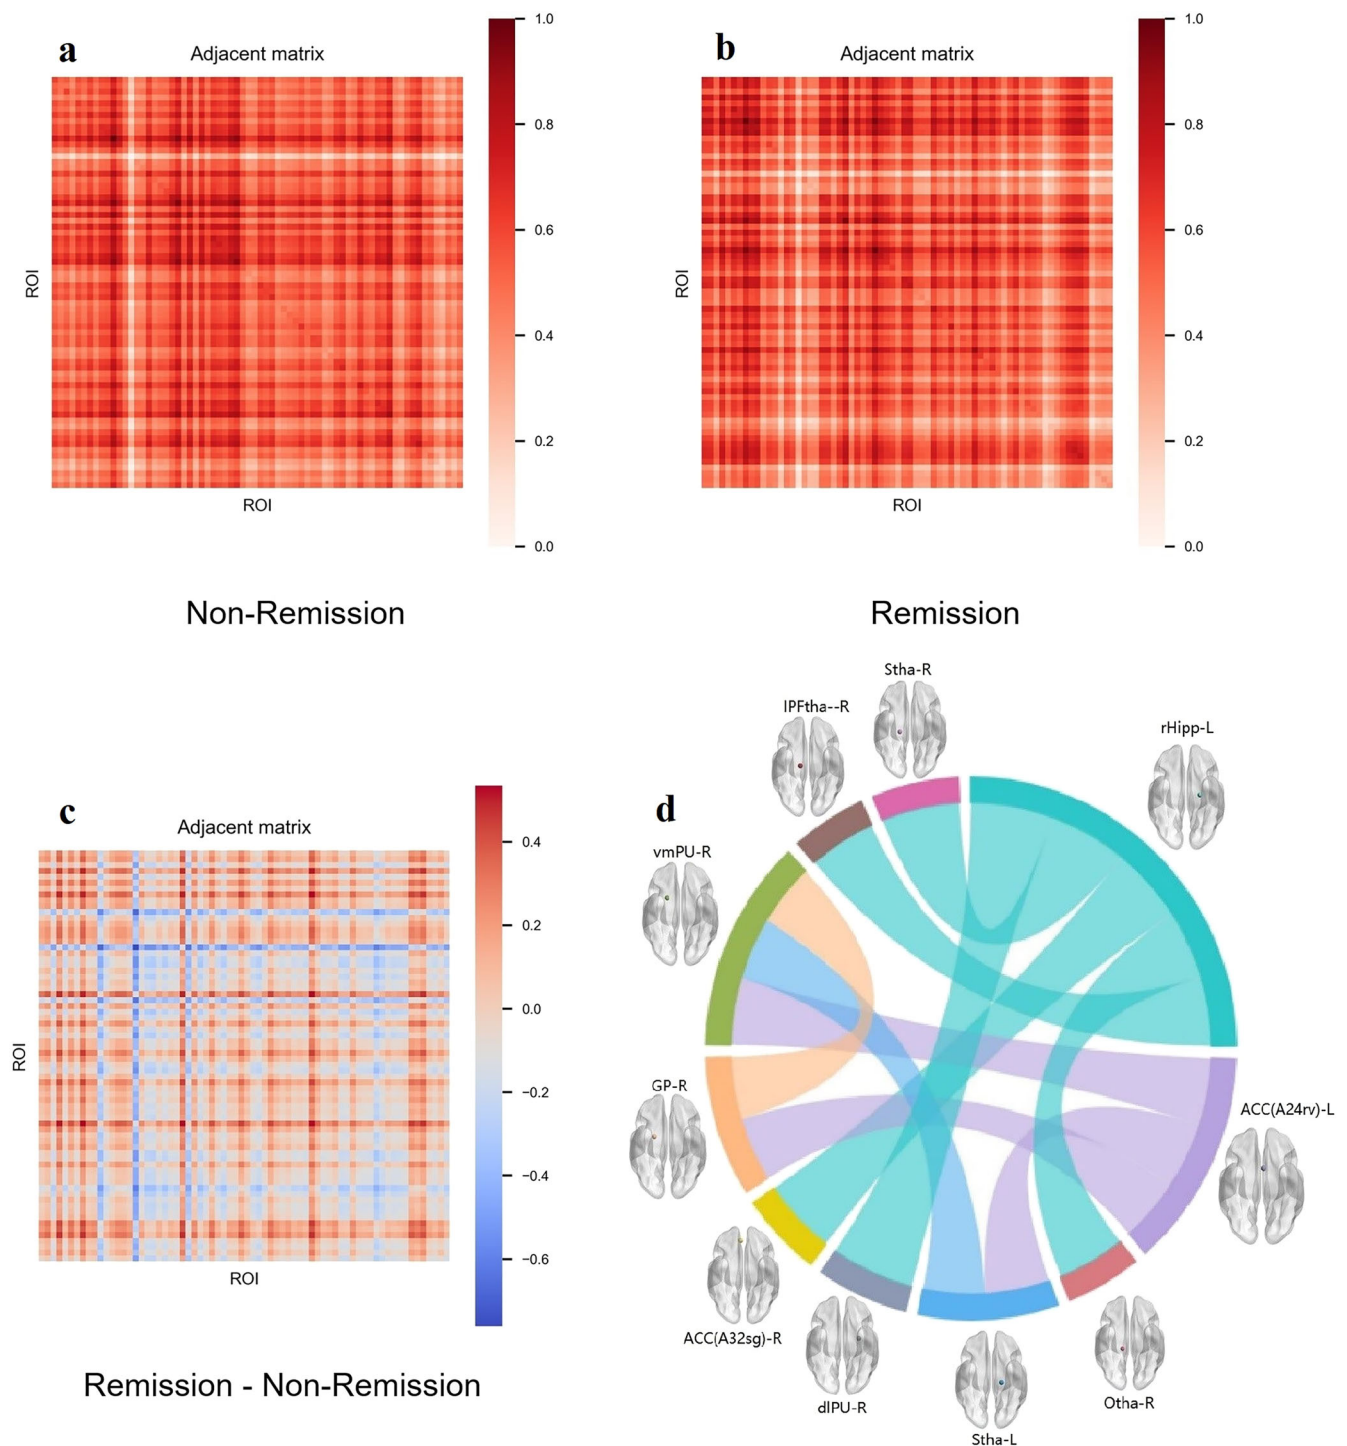 a
Adjacent matrix
1.0
0.8
0.6
0.4
0.2
0.0
ROI
ROI
Non-Remission
b
Adjacent matrix
1.0
0.8
0.6
0.4
0.2
0.0
ROI
ROI
Remission
c
Adjacent matrix
0.4
0.2
0.0
−0.2
−0.4
−0.6
ROI
ROI
Remission - Non-Remission
d
Stha-R
lPFtha--R
rHipp-L
vmPU-R
GP-R
ACC(A24rv)-L
ACC(A32sg)-R
dlPU-R
Stha-L
Otha-R